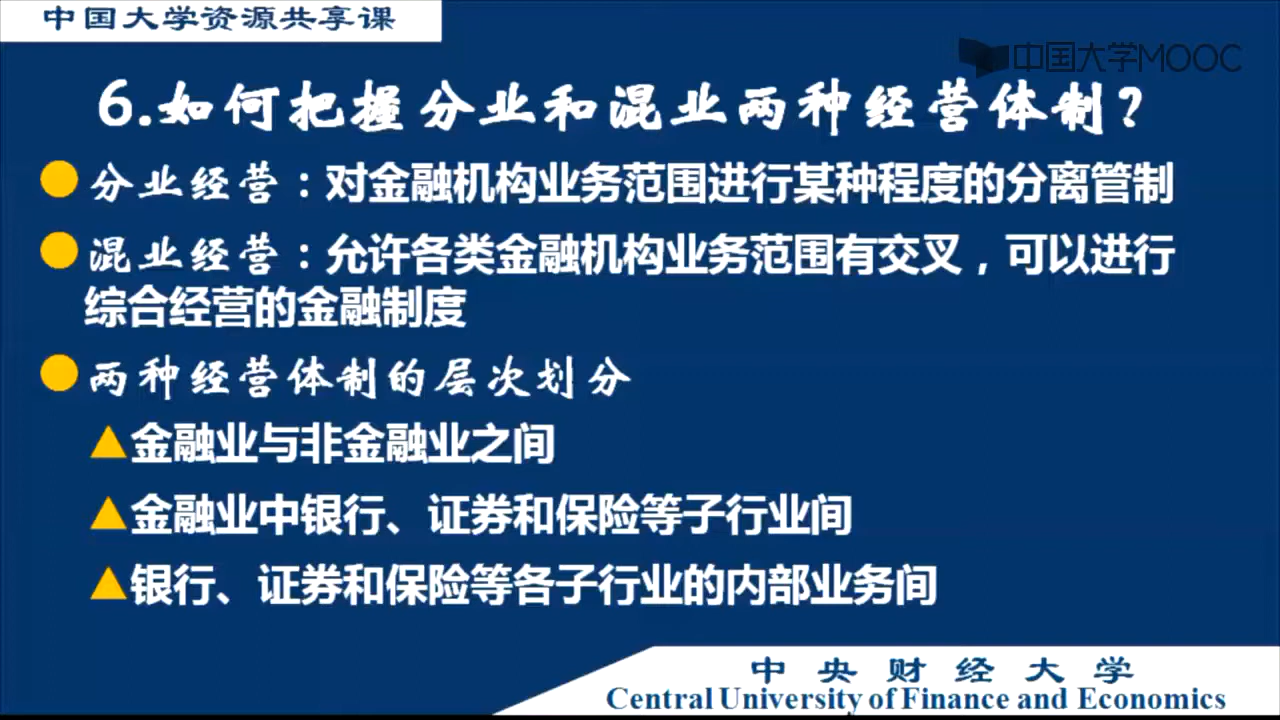 中国大学资源共享课
中国大学MOOC
6.如何把握分业和混业两种经营体制?
分业经营：对金融机构业务范围进行某种程度的分离管制
混业经营：允许各类金融机构业务范围有交叉，可以进行
综合经营的金融制度
两种经营体制的层次划分
金融业与非金融业之间
金融业中银行、证券和保险等子行业间
银行、证券和保险等各子行业的内部业务间
中央财经大学
Central University of Finance and Economics